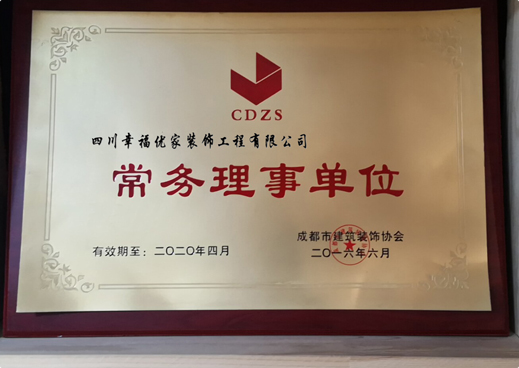 CDZS
四川幸福优家装饰工程有限公司
常务理事单位
成都市建筑装饰协会
有效期至：二〇二〇年四月
二〇一六年六月